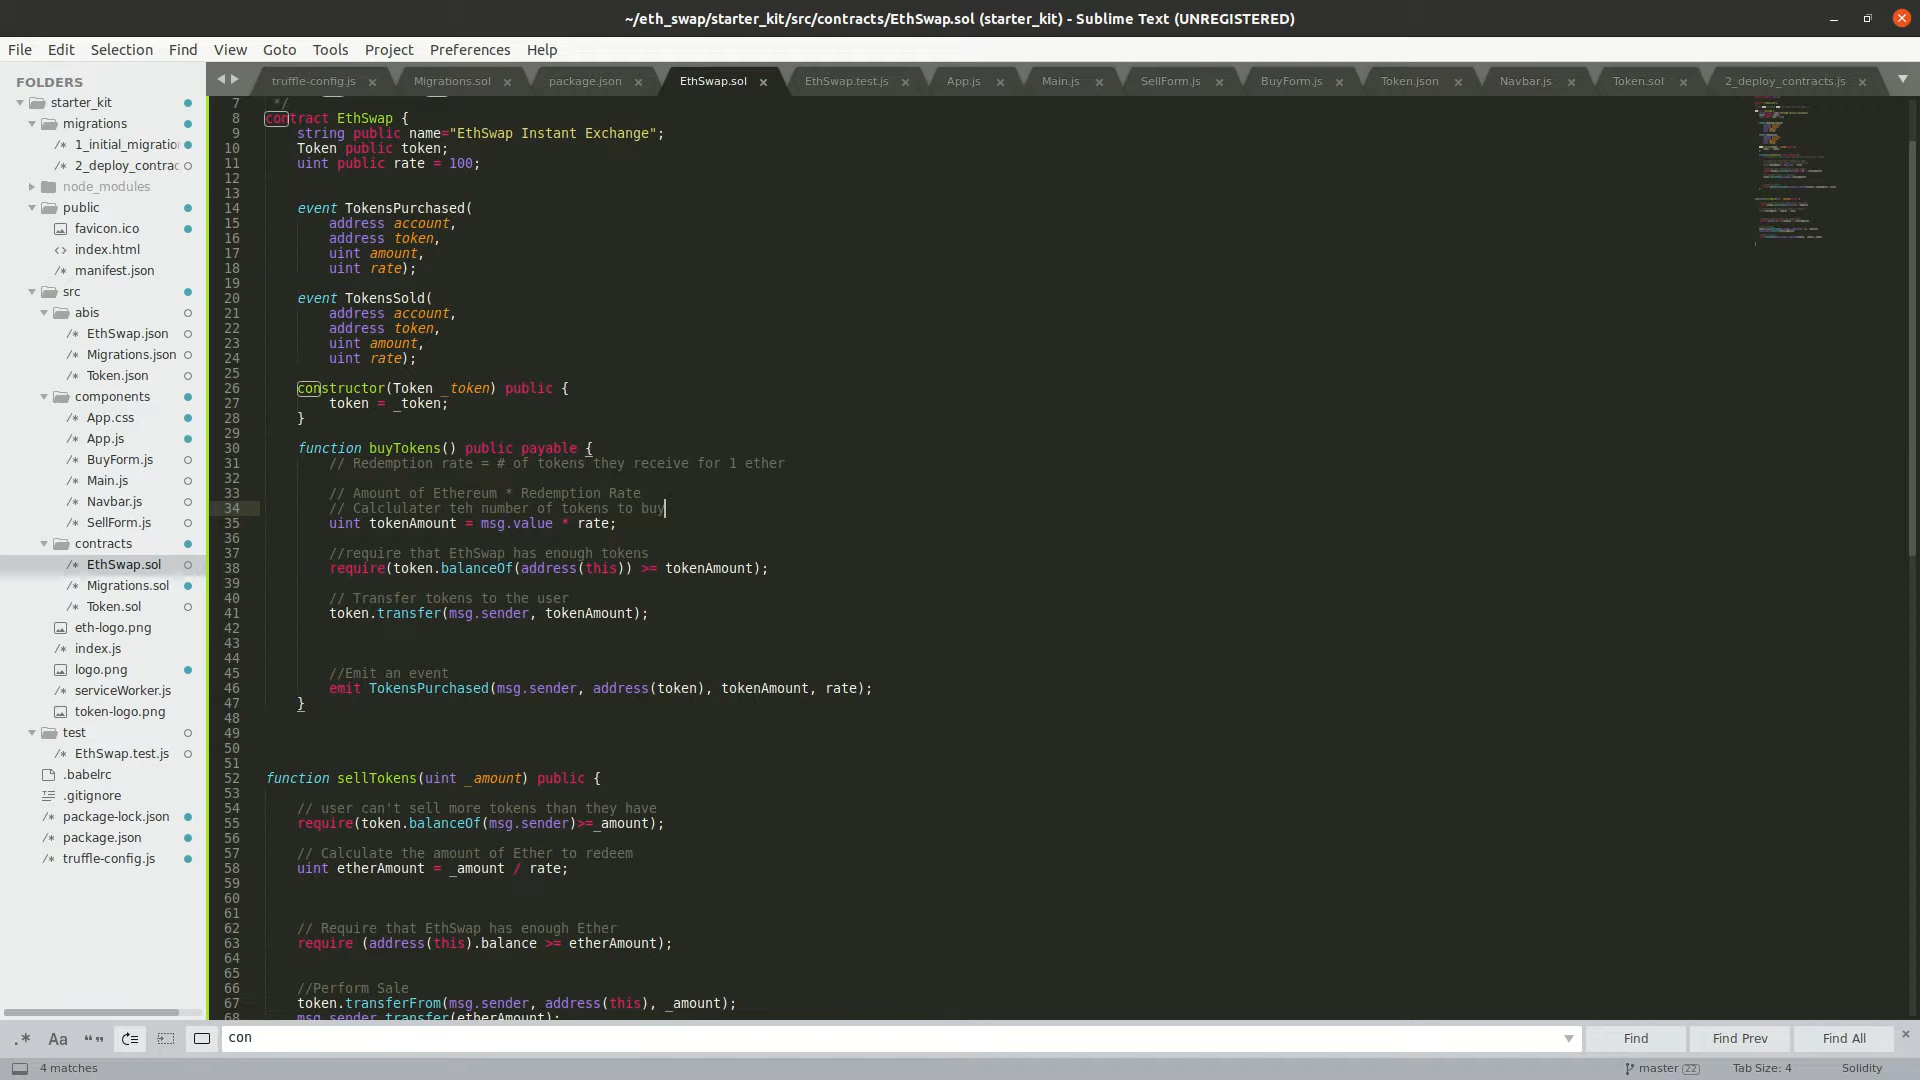 ~/eth_swap/starter_kit/src/contracts/EthSwap.sol (starter_kit) - Sublime Text (UNREGISTERED)
File Edit Selection Find View Goto Tools Project Preferences Help
FOLDERS
starter_kit
migrations
1_initial_migration
2_deploy_contrac
node_modules
public
favicon.ico
index.html
manifest.json
src
abis
EthSwap.json
Migrations.json
Token.json
components
App.css
App.js
BuyForm.js
Main.js
Navbar.js
SellForm.js
contracts
EthSwap.sol
Migrations.sol
Token.sol
eth-logo.png
index.js
logo.png
serviceWorker.js
token-logo.png
test
EthSwap.test.js
.babelrc
.gitignore
package-lock.json
package.json
truffle-config.js
truffle-config.js Migrations.sol package.json EthSwap.sol EthSwap.test.js App.js Main.js SellForm.js BuyForm.js Token.json Navbar.js Token.sol 2_deploy_contracts.js
7 */
8 contract EthSwap {
9 string public name="EthSwap Instant Exchange";
10 Token public token;
11 uint public rate = 100;
12
13
14 event TokensPurchased(
15 address account,
16 address token,
17 uint amount,
18 uint rate);
19
20 event TokensSold(
21 address account,
22 address token,
23 uint amount,
24 uint rate);
25
26 constructor(Token _token) public {
27 token = _token;
28 }
29
30 function buyTokens() public payable {
31 // Redemption rate = # of tokens they receive for 1 ether
32
33 // Amount of Ethereum * Redemption Rate
34 // Calclulater teh number of tokens to buy
35 uint tokenAmount = msg.value * rate;
36
37 //require that EthSwap has enough tokens
38 require(token.balanceOf(address(this)) >= tokenAmount);
39
40 // Transfer tokens to the user
41 token.transfer(msg.sender, tokenAmount);
42
43
44
45 //Emit an event
46 emit TokensPurchased(msg.sender, address(token), tokenAmount, rate);
47 }
48
49
50
51
52 function sellTokens(uint _amount) public {
53
54 // user can't sell more tokens than they have
55 require(token.balanceOf(msg.sender)>=_amount);
56
57 // Calculate the amount of Ether to redeem
58 uint etherAmount = _amount / rate;
59
60
61
62 // Require that EthSwap has enough Ether
63 require (address(this).balance >= etherAmount);
64
65
66 //Perform Sale
67 token.transferFrom(msg.sender, address(this), _amount);
68 msg.sender.transfer(etherAmount);
.* Aa “” con Find Find Prev Find All
4 matches master 22 Tab Size: 4 Solidity